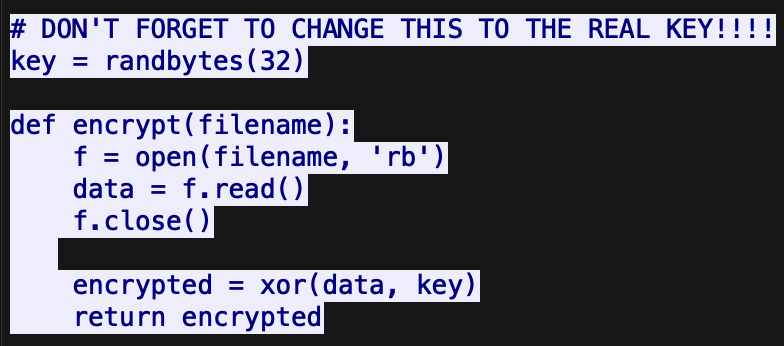 # DON'T FORGET TO CHANGE THIS TO THE REAL KEY!!!!
key = randbytes(32)
def encrypt(filename):
    f = open(filename, 'rb')
    data = f.read()
    f.close()
    encrypted = xor(data, key)
    return encrypted